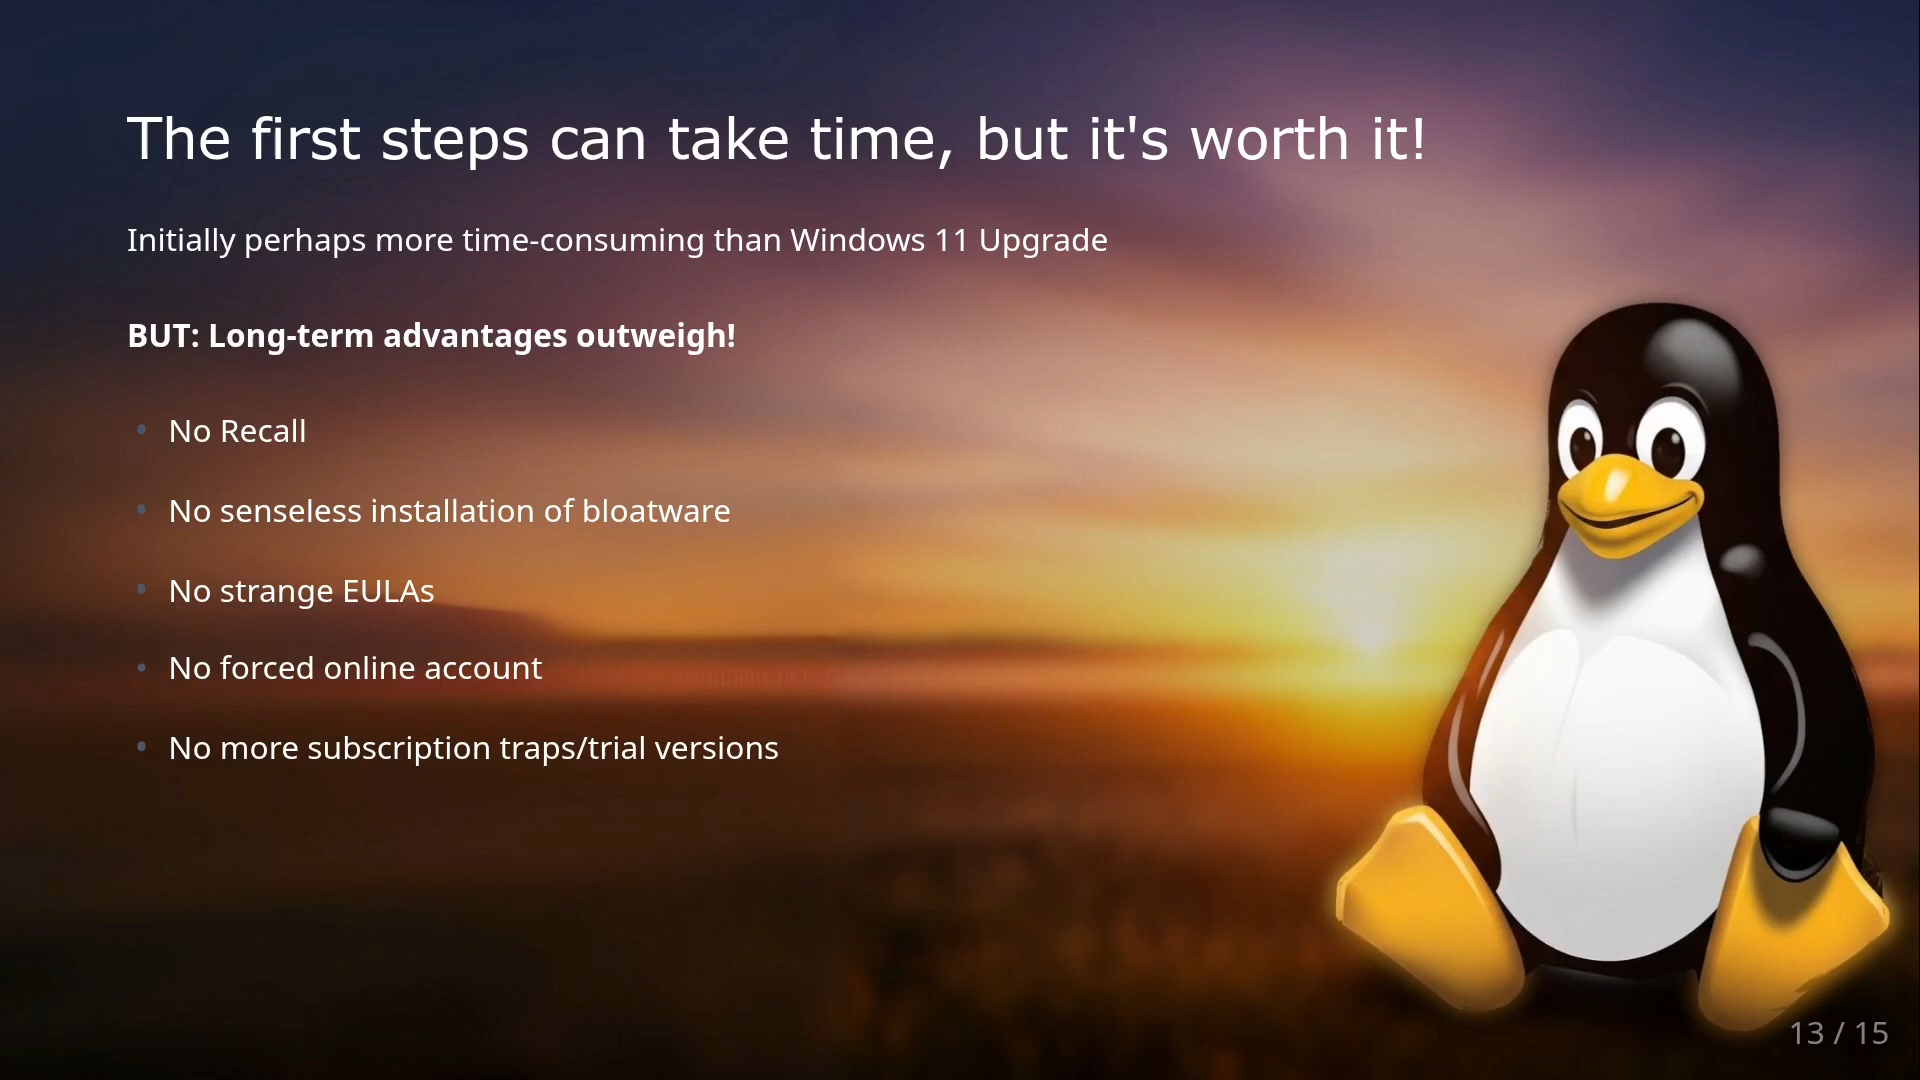 The first steps can take time, but it's worth it!
Initially perhaps more time-consuming than Windows 11 Upgrade
BUT: Long-term advantages outweigh!
• No Recall
• No senseless installation of bloatware
• No strange EULAs
• No forced online account
• No more subscription traps/trial versions
13 / 15